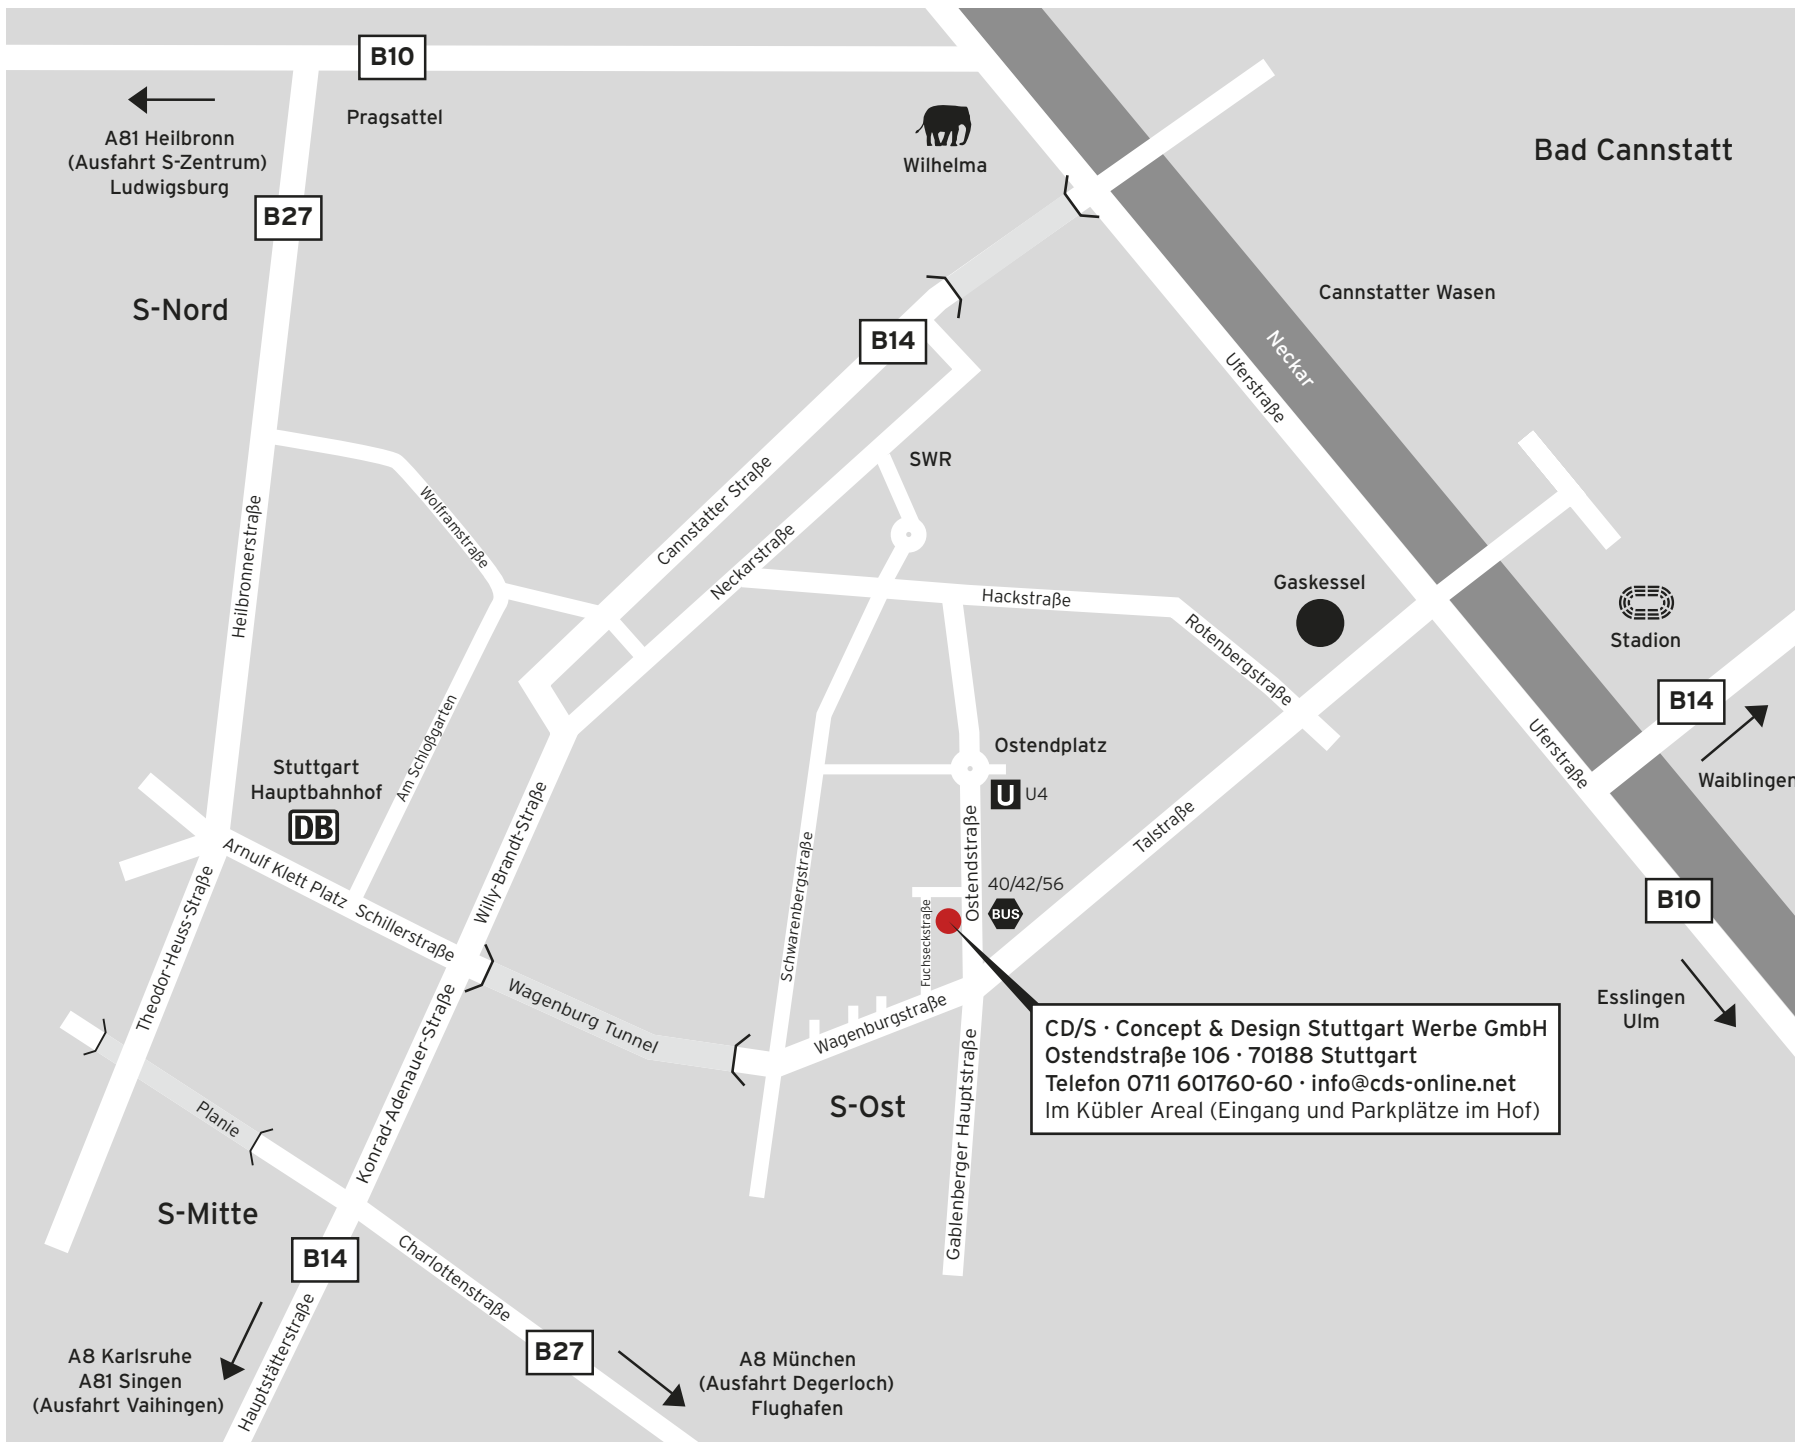 B10
Pragsattel
A81 Heilbronn
(Ausfahrt S-Zentrum)
Ludwigsburg
B27
Wilhelma
Bad Cannstatt
S-Nord
Cannstatter Wasen
B14
Neckar
Uferstraße
SWR
Wolframstraße
Cannstatter Straße
Neckarstraße
Heilbronnerstraße
Hackstraße
Gaskessel
Rotenbergstraße
Stadion
B14
Waiblingen
Uferstraße
Am Schloßgarten
Stuttgart
Hauptbahnhof
DB
Ostendplatz
U U4
Willy-Brandt-Straße
Talstraße
Arnulf Klett Platz
Schillerstraße
Schwarenbergstraße
Ostendstraße
40/42/56
BUS
Fuchseckstraße
B10
Esslingen
Ulm
Theodor-Heuss-Straße
Wagenburg Tunnel
Wagenburgstraße
CD/S · Concept & Design Stuttgart Werbe GmbH
Ostendstraße 106 · 70188 Stuttgart
Telefon 0711 601760-60 · info@cds-online.net
Im Kübler Areal (Eingang und Parkplätze im Hof)
Konrad-Adenauer-Straße
Planie
S-Ost
Gablenberger Hauptstraße
S-Mitte
B14
Charlottenstraße
Hauptstätterstraße
B27
A8 Karlsruhe
A81 Singen
(Ausfahrt Vaihingen)
A8 München
(Ausfahrt Degerloch)
Flughafen